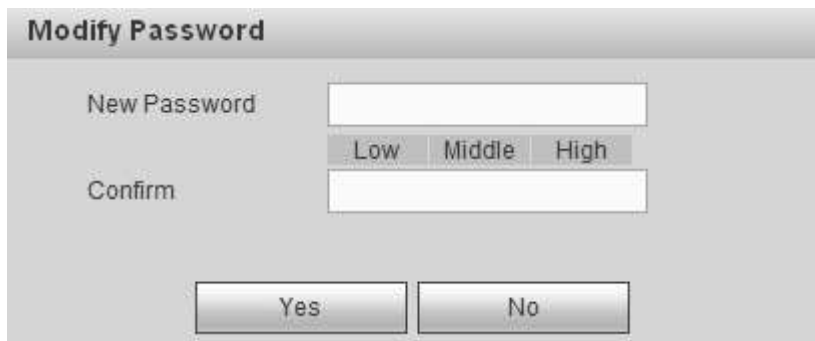 Modify Password
New Password
Low Middle High
Confirm
Yes No